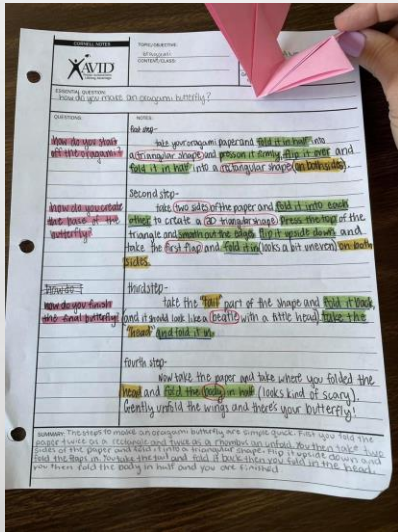 CORNELL NOTES
TOPIC/OBJECTIVE:
CONTENT/CLASS:
AVID
ESSENTIAL QUESTION:
How do you make an oragami butterfly?
QUESTIONS:
NOTES:
first step-
how do you start
off the oragami?
take your oragami paper and fold it in half into
a triangular shape and press on it firmly, flip it over and
fold it in half into a rectangular shape (on both sides).
Second step-
how do you create
the base of the
butterfly?
take two sides of the paper and fold it into each
other to create a 3D triangular shape. Press the top of the
triangle and smooth out the edges, flip it upside down and
take the first flap and fold it in (looks a bit uneven) on both
sides.
how do I
third step-
how do you finish
the final butterfly?
take the "tail" part of the shape and fold it back,
and it should look like a beatle with a little head, take the
"head" and fold it in.
fourth step-
Now take the paper and take where you folded the
head and fold the body in half (looks kind of scary).
Gently unfold the wings and there's your butterfly!
SUMMARY: The steps to make an oragami butterfly are simple quick. First you fold the
paper twice as a rectangle and twice as a rhombus an unfold. You then take two
sides of the paper and fold it into a triangular shape. Flip it upside down and
fold the flaps in. You take the tail and fold it back then you fold in the head.
you then fold the body in half and you are finished.